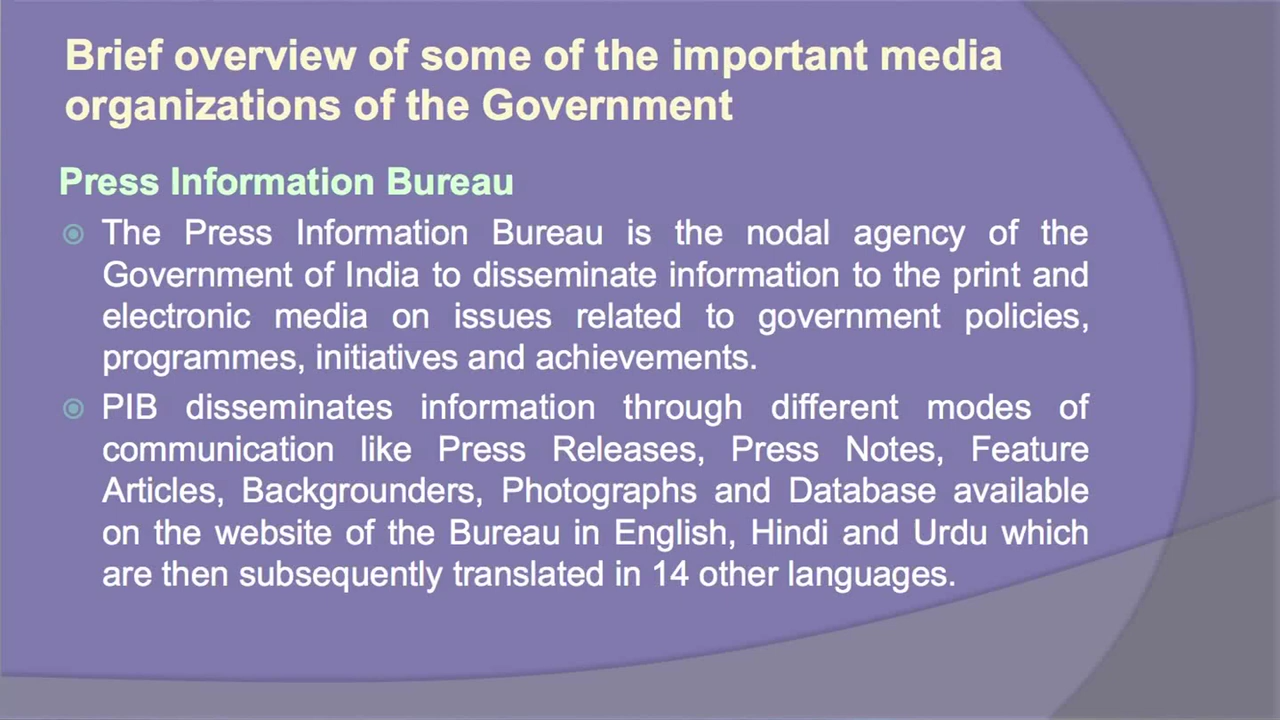 Brief overview of some of the important media
organizations of the Government
Press Information Bureau
The Press Information Bureau is the nodal agency of the
Government of India to disseminate information to the print and
electronic media on issues related to government policies,
programmes, initiatives and achievements.
PIB disseminates information through different modes of
communication like Press Releases, Press Notes, Feature
Articles, Backgrounders, Photographs and Database available
on the website of the Bureau in English, Hindi and Urdu which
are then subsequently translated in 14 other languages.